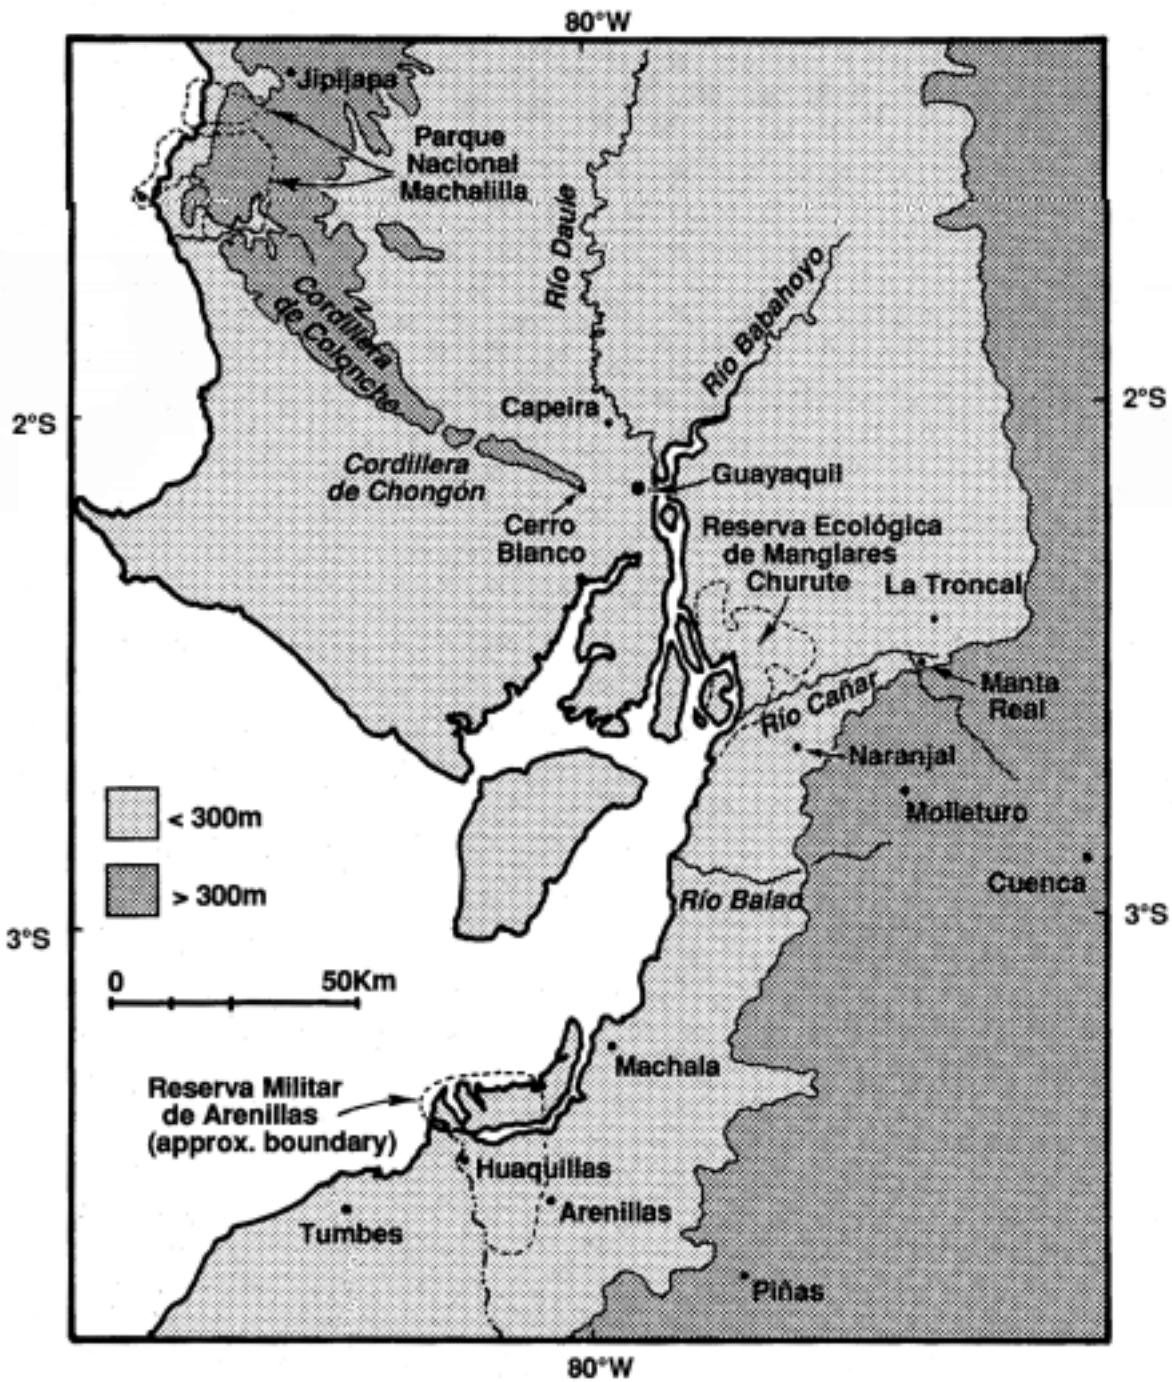 80°W
Jipijapa
Parque
Nacional
Machalilla
Río Daule
Río Babahoyo
Cordillera
de Colonche
2°S
2°S
Capeira
Cordillera
de Chongón
Guayaquil
Cerro
Blanco
Reserva Ecológica
de Manglares
Churute
La Troncal
Río Cañar
Manta
Real
Naranjal
Molleturo
< 300m
> 300m
Cuenca
Río Balao
3°S
3°S
0 50Km
Machala
Reserva Militar
de Arenillas
(approx. boundary)
Huaquillas
Arenillas
Tumbes
Piñas
80°W